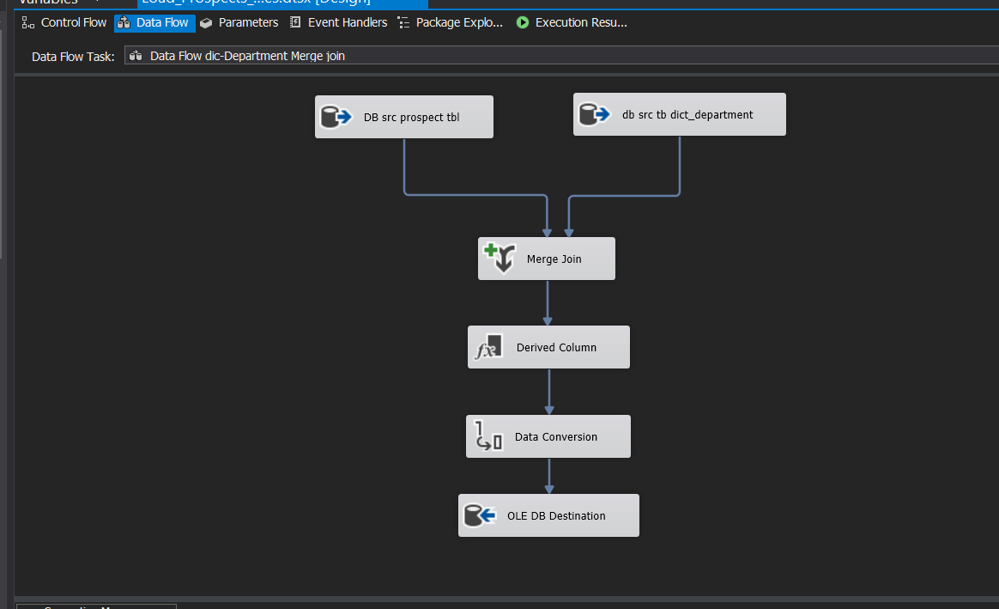 Variables
Load_Prospects_...es.dtsx [Design]
Control Flow Data Flow Parameters Event Handlers Package Explo... Execution Resu...
Data Flow Task: Data Flow dic-Department Merge join
DB src prospect tbl
db src tb dict_department
Merge Join
fx Derived Column
Data Conversion
OLE DB Destination